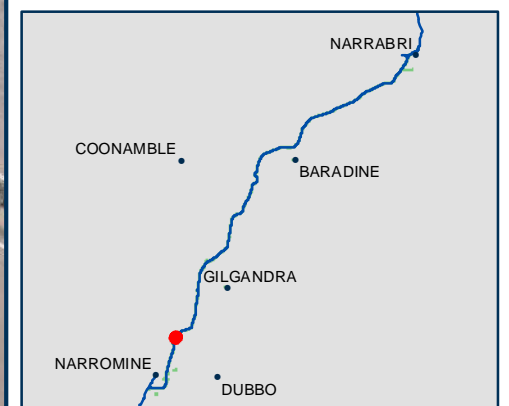 NARRABRI
COONAMBLE
BARADINE
GILGANDRA
NARROMINE
DUBBO